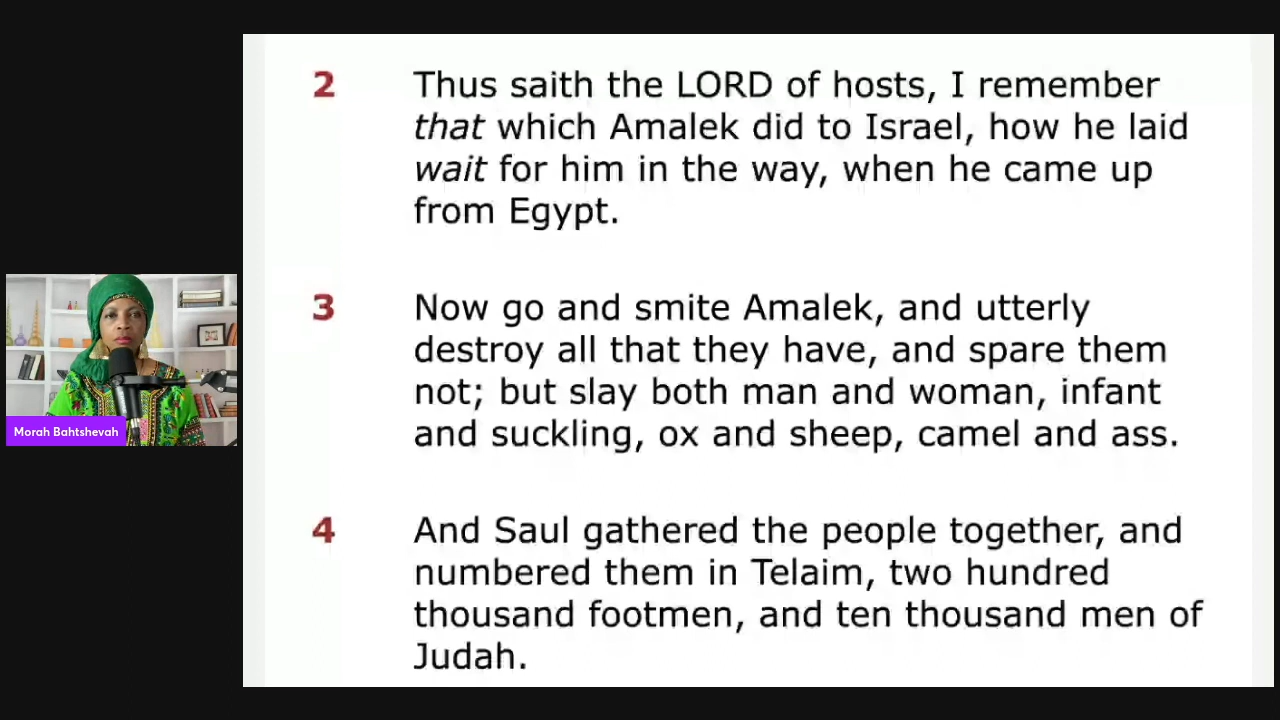 2 Thus saith the LORD of hosts, I remember
that which Amalek did to Israel, how he laid
wait for him in the way, when he came up
from Egypt.
3 Now go and smite Amalek, and utterly
destroy all that they have, and spare them
not; but slay both man and woman, infant
and suckling, ox and sheep, camel and ass.
4 And Saul gathered the people together, and
numbered them in Telaim, two hundred
thousand footmen, and ten thousand men of
Judah.
Morah Bahtshevah